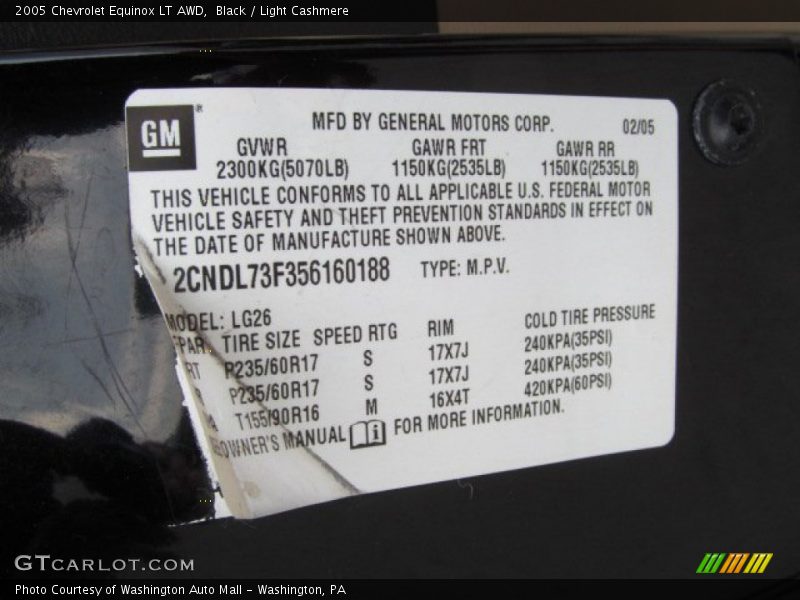 2005 Chevrolet Equinox LT AWD, Black / Light Cashmere
GM ®
MFD BY GENERAL MOTORS CORP. 02/05
GVWR GAWR FRT GAWR RR
2300KG(5070LB) 1150KG(2535LB) 1150KG(2535LB)
THIS VEHICLE CONFORMS TO ALL APPLICABLE U.S. FEDERAL MOTOR
VEHICLE SAFETY AND THEFT PREVENTION STANDARDS IN EFFECT ON
THE DATE OF MANUFACTURE SHOWN ABOVE.
2CNDL73F356160188 TYPE: M.P.V.
MODEL: LG26
TIRE SIZE SPEED RTG RIM COLD TIRE PRESSURE
RT P235/60R17 S 17X7J 240KPA(35PSI)
R P235/60R17 S 17X7J 240KPA(35PSI)
T155/90R16 M 16X4T 420KPA(60PSI)
OWNER'S MANUAL FOR MORE INFORMATION.
GTCARLOT.COM
Photo Courtesy of Washington Auto Mall - Washington, PA